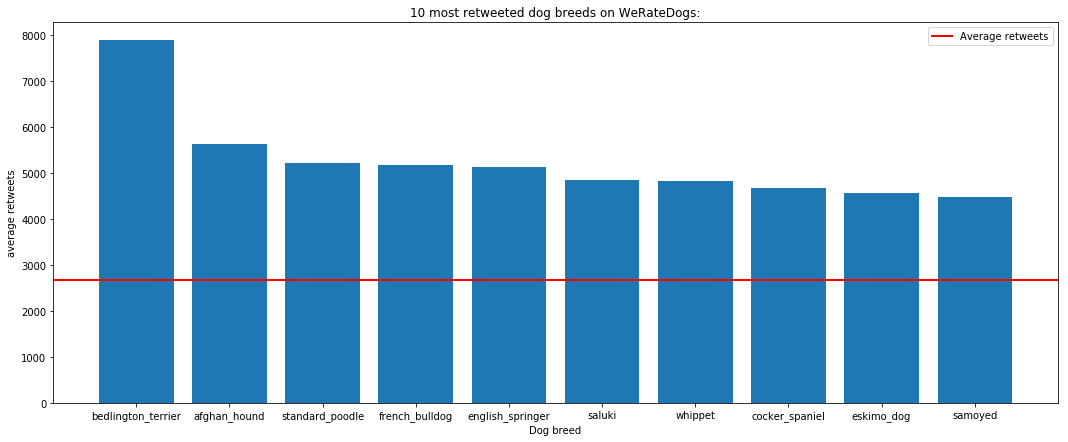 10 most retweeted dog breeds on WeRateDogs:
Average retweets
8000
7000
6000
5000
4000
3000
2000
1000
0
average retweets
bedlington_terrier afghan_hound standard_poodle french_bulldog english_springer saluki whippet cocker_spaniel eskimo_dog samoyed
Dog breed